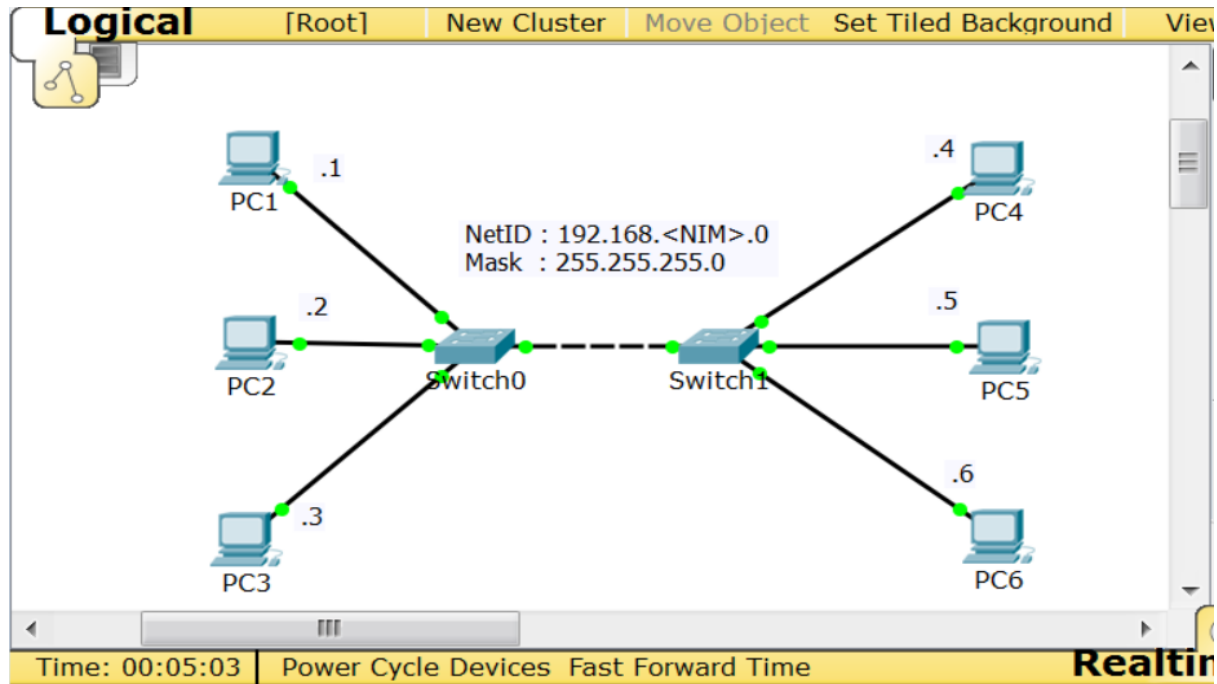 Logical [Root] New Cluster Move Object Set Tiled Background
.1
PC1
.4
PC4
NetID : 192.168.<NIM>.0
Mask : 255.255.255.0
.2
PC2
Switch0
Switch1
.5
PC5
.3
PC3
.6
PC6
Time: 00:05:03 Power Cycle Devices Fast Forward Time